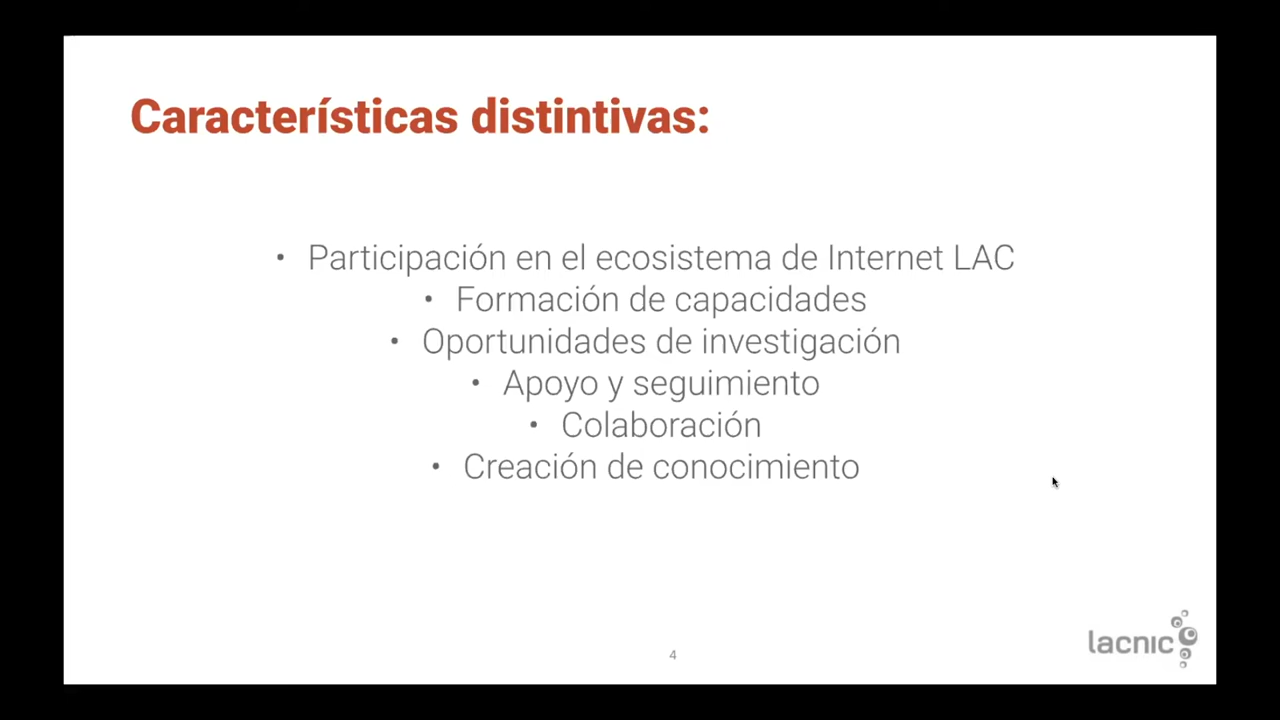 Características distintivas:
• Participación en el ecosistema de Internet LAC
• Formación de capacidades
• Oportunidades de investigación
• Apoyo y seguimiento
• Colaboración
• Creación de conocimiento
4
lacnic